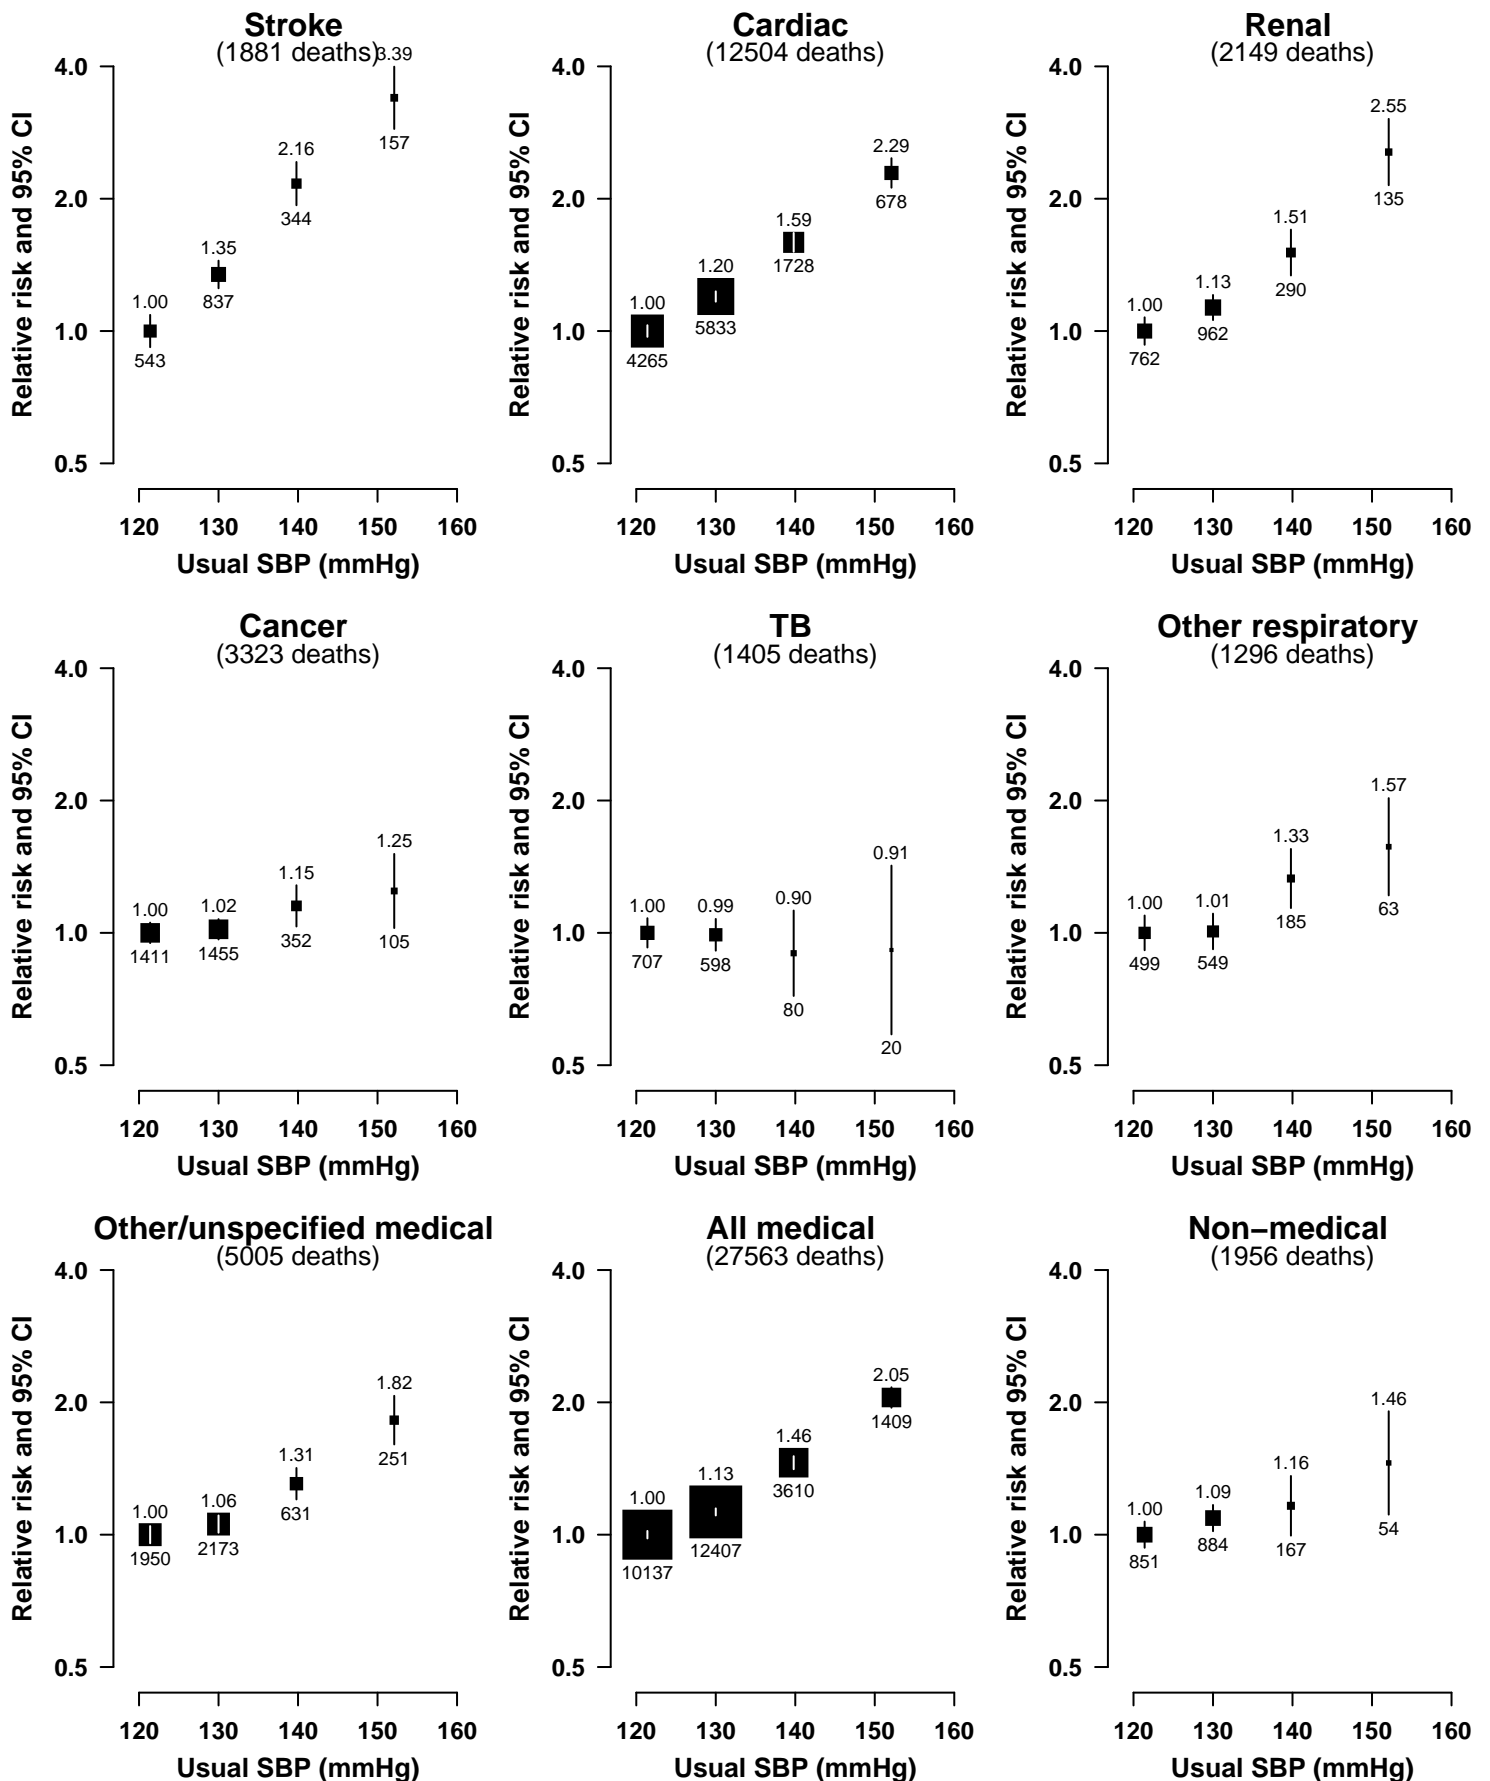 Stroke
(1881 deaths)
Relative risk and 95% CI
4.0
2.0
1.0
0.5
1.00
543
1.35
837
2.16
344
3.39
157
120 130 140 150 160
Usual SBP (mmHg)
Cardiac
(12504 deaths)
Relative risk and 95% CI
4.0
2.0
1.0
0.5
1.00
4265
1.20
5833
1.59
1728
2.29
678
120 130 140 150 160
Usual SBP (mmHg)
Renal
(2149 deaths)
Relative risk and 95% CI
4.0
2.0
1.0
0.5
1.00
762
1.13
962
1.51
290
2.55
135
120 130 140 150 160
Usual SBP (mmHg)
Cancer
(3323 deaths)
Relative risk and 95% CI
4.0
2.0
1.0
0.5
1.00
1411
1.02
1455
1.15
352
1.25
105
120 130 140 150 160
Usual SBP (mmHg)
TB
(1405 deaths)
Relative risk and 95% CI
4.0
2.0
1.0
0.5
1.00
707
0.99
598
0.90
80
0.91
20
120 130 140 150 160
Usual SBP (mmHg)
Other respiratory
(1296 deaths)
Relative risk and 95% CI
4.0
2.0
1.0
0.5
1.00
499
1.01
549
1.33
185
1.57
63
120 130 140 150 160
Usual SBP (mmHg)
Other/unspecified medical
(5005 deaths)
Relative risk and 95% CI
4.0
2.0
1.0
0.5
1.00
1950
1.06
2173
1.31
631
1.82
251
120 130 140 150 160
Usual SBP (mmHg)
All medical
(27563 deaths)
Relative risk and 95% CI
4.0
2.0
1.0
0.5
1.00
10137
1.13
12407
1.46
3610
2.05
1409
120 130 140 150 160
Usual SBP (mmHg)
Non−medical
(1956 deaths)
Relative risk and 95% CI
4.0
2.0
1.0
0.5
1.00
851
1.09
884
1.16
167
1.46
54
120 130 140 150 160
Usual SBP (mmHg)